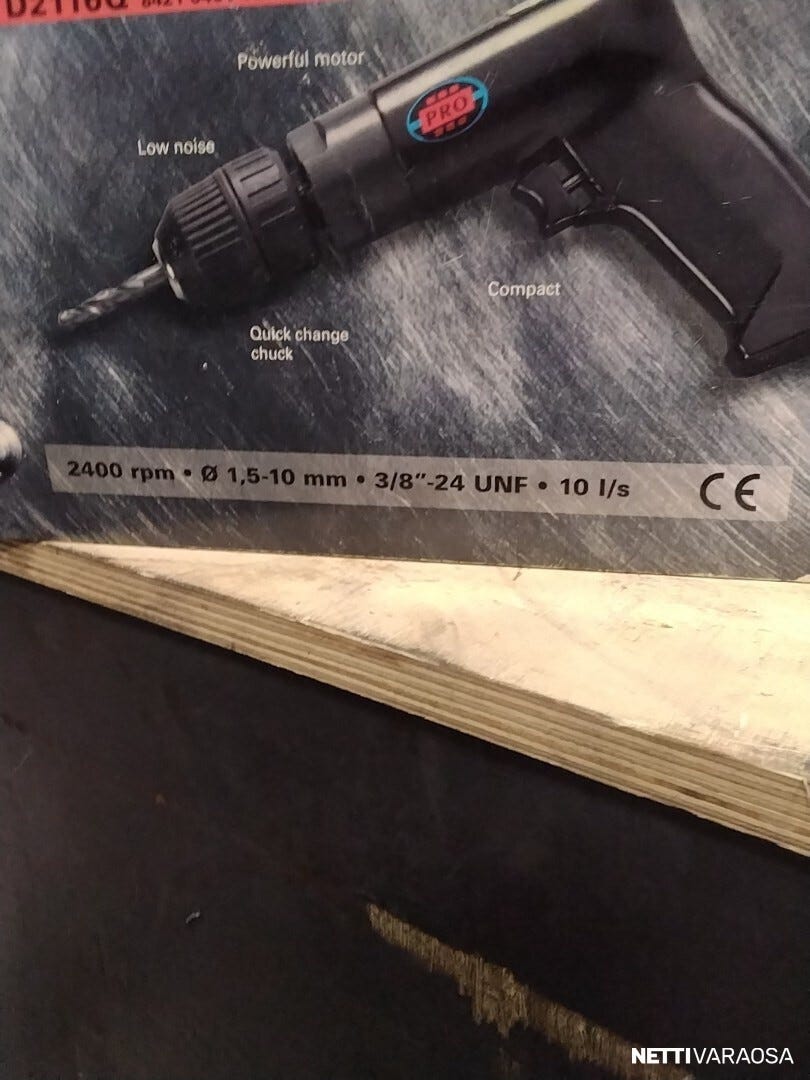 D2116Q
Powerful motor
PRO
Low noise
Compact
Quick change
chuck
2400 rpm • Ø 1,5-10 mm • 3/8”-24 UNF • 10 l/s CE
NETTIVARAOSA